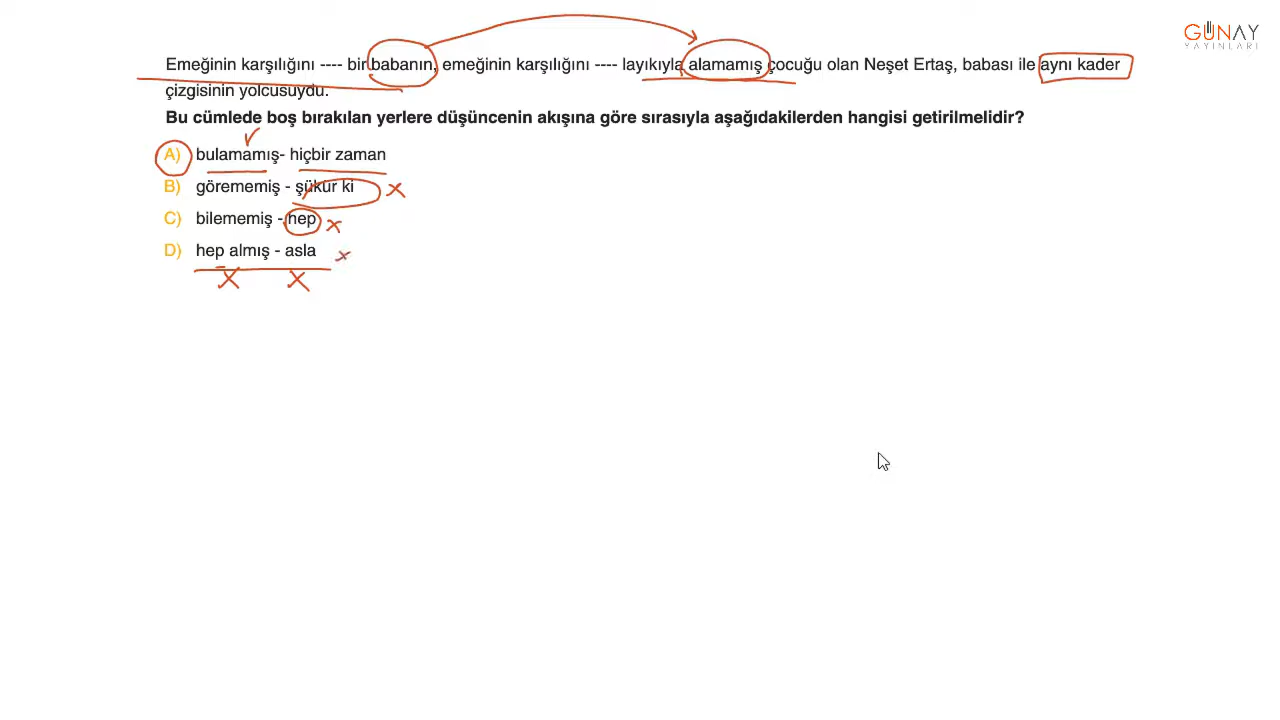 GÜNAY
YAYINLARI
Emeğinin karşılığını ---- bir babanın, emeğinin karşılığını ---- layıkıyla alamamış çocuğu olan Neşet Ertaş, babası ile aynı kader
çizgisinin yolcusuydu.
Bu cümlede boş bırakılan yerlere düşüncenin akışına göre sırasıyla aşağıdakilerden hangisi getirilmelidir?
A) bulamamış- hiçbir zaman
B) görememiş - şükür ki
C) bilememiş - hep
D) hep almış - asla